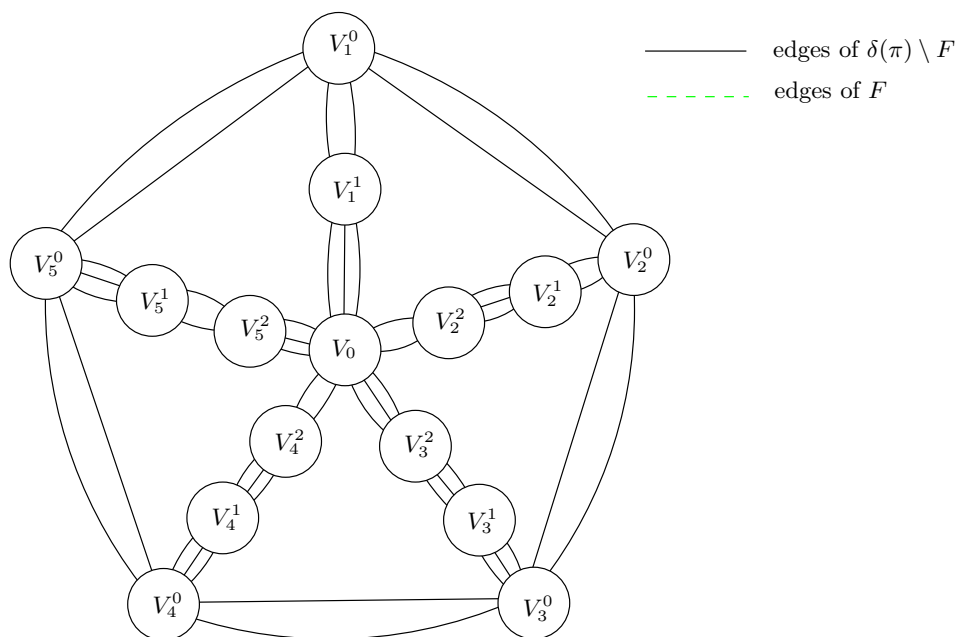 V_1^0
edges of δ(π) \ F
edges of F
V_1^1
V_5^0
V_2^0
V_5^1
V_2^1
V_5^2
V_2^2
V_0
V_4^2
V_3^2
V_4^1
V_3^1
V_4^0
V_3^0